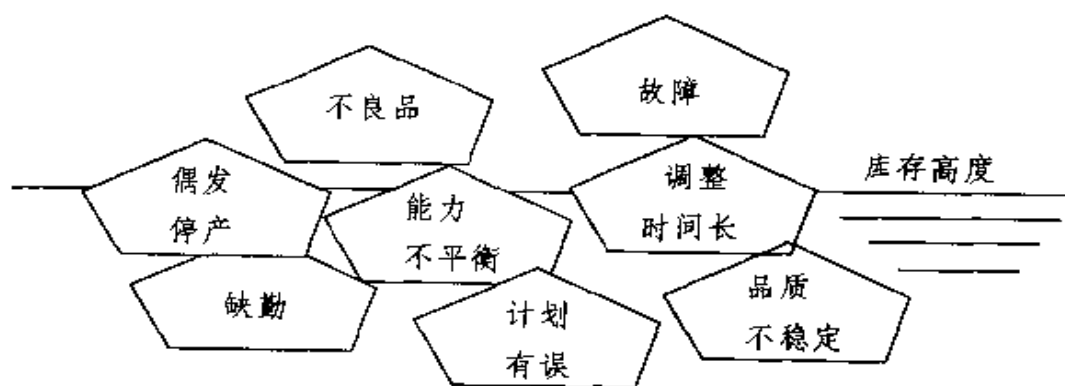 不良品
故障
偶发
停产
能力
不平衡
调整
时间长
库存高度
缺勤
计划
有误
品质
不稳定